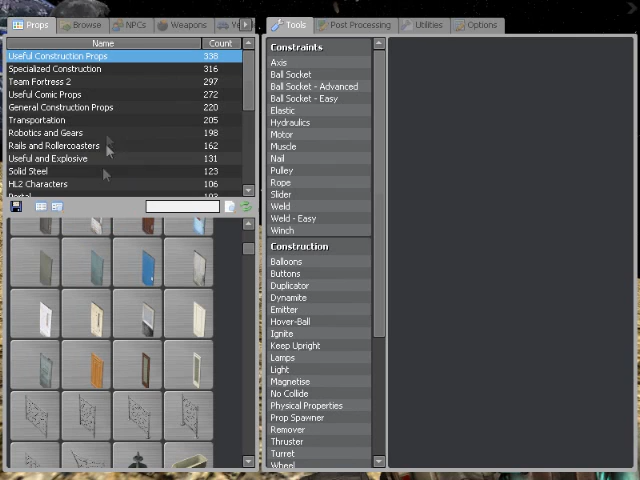 Props
Browse
NPCs
Weapons
Tools
Post Processing
Utilities
Options
Name
Count
Useful Construction Props
338
Specialized Construction
316
Team Fortress 2
297
Useful Comic Props
272
General Construction Props
220
Transportation
205
Robotics and Gears
198
Rails and Rollercoasters
162
Useful and Explosive
131
Solid Steel
123
HL2 Characters
106
Constraints
Axis
Ball Socket
Ball Socket - Advanced
Ball Socket - Easy
Elastic
Hydraulics
Motor
Muscle
Nail
Pulley
Rope
Slider
Weld
Weld - Easy
Winch
Construction
Balloons
Buttons
Duplicator
Dynamite
Emitter
Hover-Ball
Ignite
Keep Upright
Lamps
Light
Magnetise
No Collide
Physical Properties
Prop Spawner
Remover
Thruster
Turret
Wheel